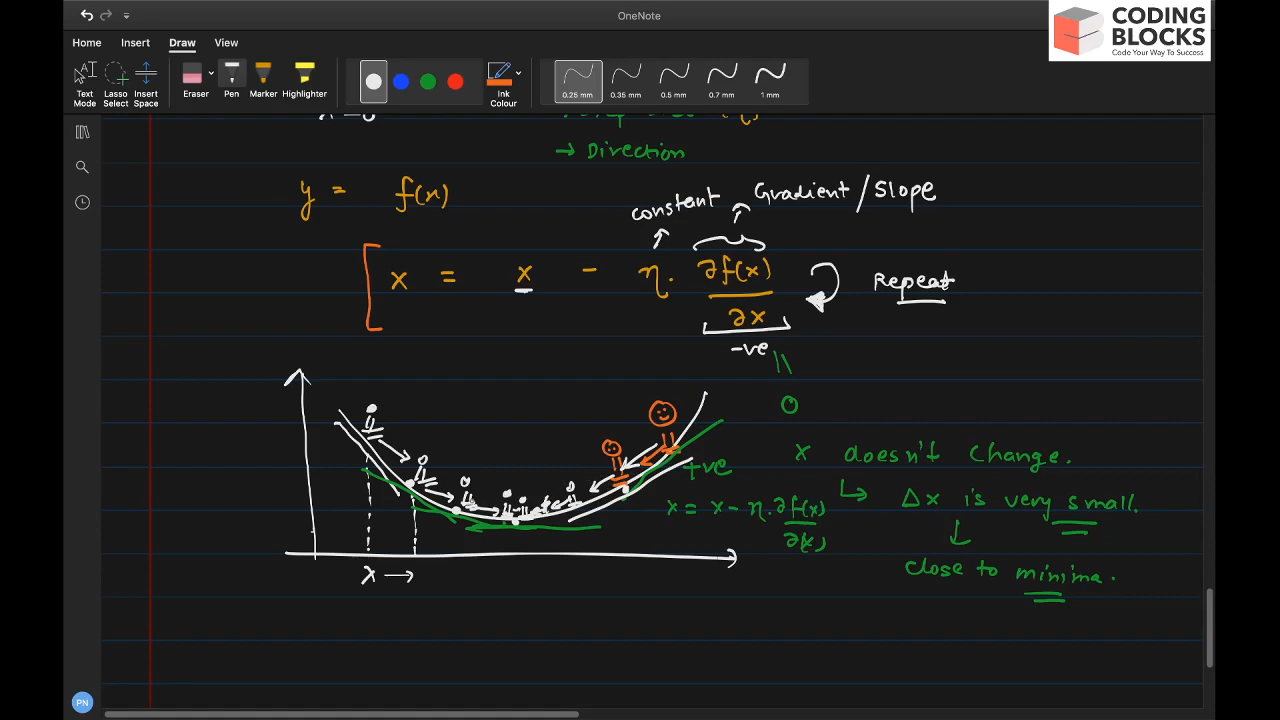 OneNote
CODING
BLOCKS
Code Your Way To Success
Home Insert Draw View
Text Mode
Lasso Select
Insert Space
Eraser
Pen
Marker
Highlighter
Ink Colour
0.25 mm 0.35 mm 0.5 mm 0.7 mm 1 mm
→ Direction
y = f(x)
constant
Gradient / Slope
x = x - η. ∂f(x)
∂x
Repeat
-ve
||
0
+ve
x doesn't change.
x = x - η. ∂f(x)
∂(x)
↳ Δx is very small.
↓
close to minima.
x →
PN